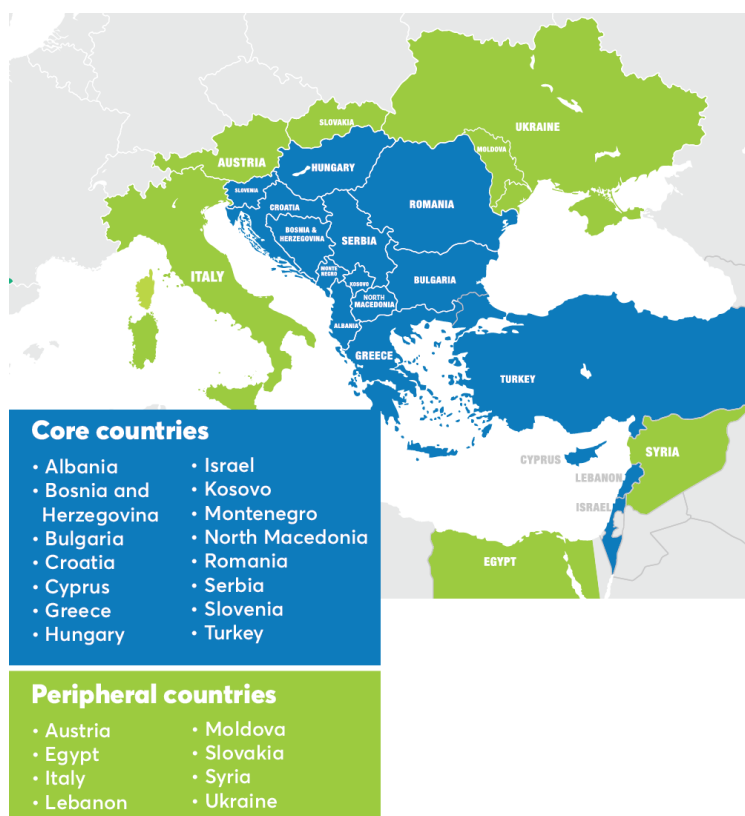 SLOVAKIA
UKRAINE
MOLDOVA
AUSTRIA
HUNGARY
SLOVENIA
CROATIA
ROMANIA
BOSNIA &
HERZEGOVINA
SERBIA
ITALY
MONTE
NEGRO
KOSOVO
BULGARIA
NORTH
MACEDONIA
ALBANIA
GREECE
TURKEY
CYPRUS
SYRIA
LEBANON
ISRAEL
EGYPT
Core countries
• Albania
• Bosnia and
Herzegovina
• Bulgaria
• Croatia
• Cyprus
• Greece
• Hungary
• Israel
• Kosovo
• Montenegro
• North Macedonia
• Romania
• Serbia
• Slovenia
• Turkey
Peripheral countries
• Austria
• Egypt
• Italy
• Lebanon
• Moldova
• Slovakia
• Syria
• Ukraine